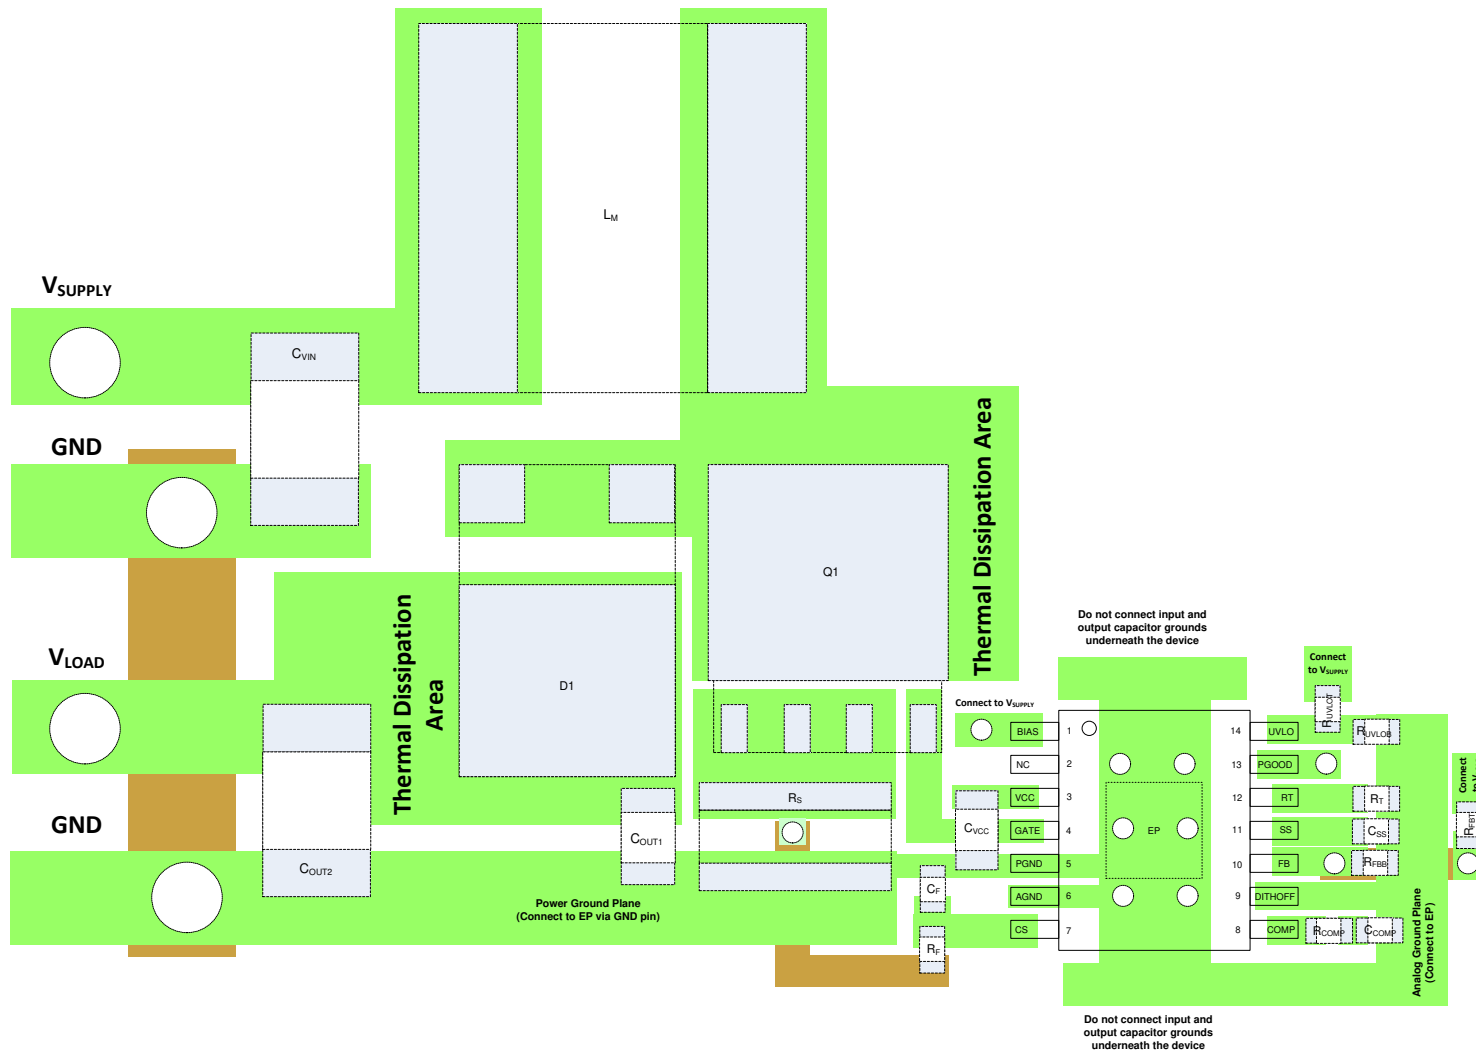 LM
VSUPPLY
CVIN
GND
Thermal Dissipation Area
Q1
Thermal Dissipation
Area
D1
VLOAD
GND
COUT2
COUT1
RS
Power Ground Plane
(Connect to EP via GND pin)
CF
RF
CVCC
Connect to VSUPPLY
Do not connect input and
output capacitor grounds
underneath the device
BIAS 1
NC 2
VCC 3
GATE 4
PGND 5
AGND 6
CS 7
EP
14 UVLO
13 PGOOD
12 RT
11 SS
10 FB
9 DITHOFF
8 COMP
Connect
to VSUPPLY
RUVLOT
RUVLOB
RT
CSS
RFBB
RCOMP
CCOMP
Connect
RFBT
Analog Ground Plane
(Connect to EP)
Do not connect input and
output capacitor grounds
underneath the device